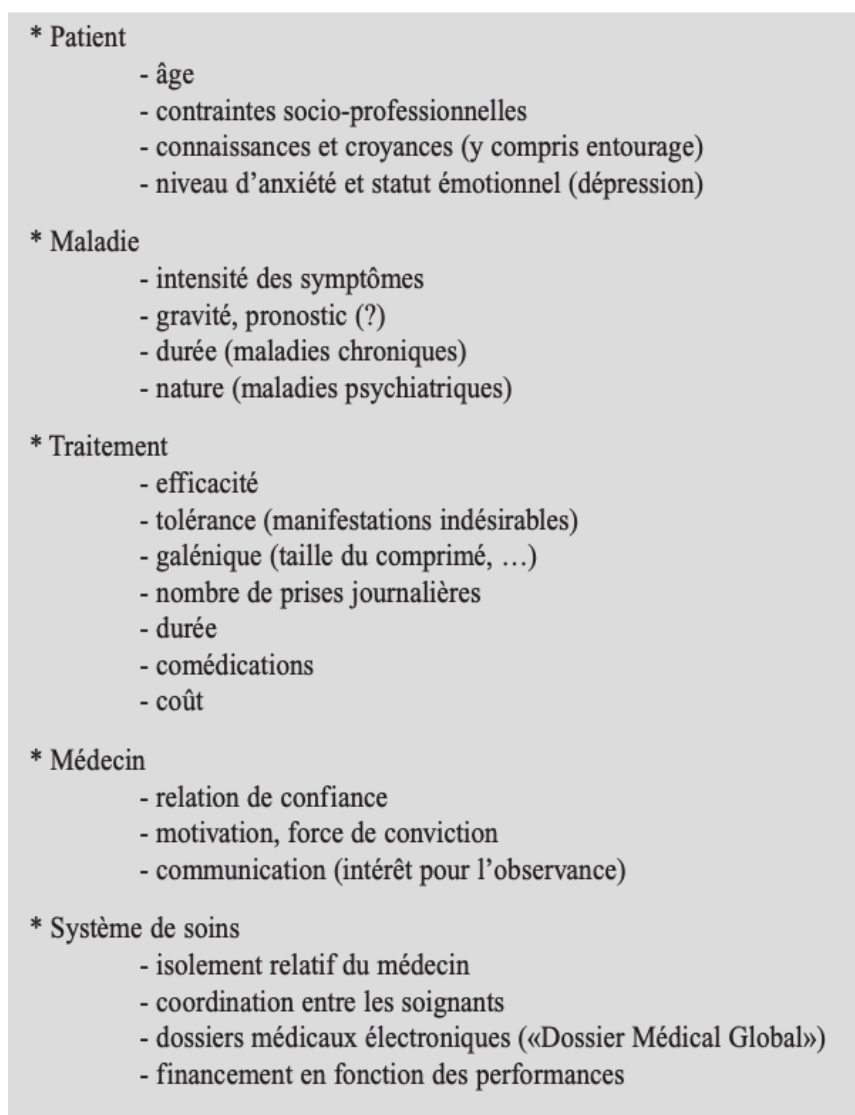 * Patient
- âge
- contraintes socio-professionnelles
- connaissances et croyances (y compris entourage)
- niveau d’anxiété et statut émotionnel (dépression)
* Maladie
- intensité des symptômes
- gravité, pronostic (?)
- durée (maladies chroniques)
- nature (maladies psychiatriques)
* Traitement
- efficacité
- tolérance (manifestations indésirables)
- galénique (taille du comprimé, …)
- nombre de prises journalières
- durée
- comédications
- coût
* Médecin
- relation de confiance
- motivation, force de conviction
- communication (intérêt pour l’observance)
* Système de soins
- isolement relatif du médecin
- coordination entre les soignants
- dossiers médicaux électroniques («Dossier Médical Global»)
- financement en fonction des performances